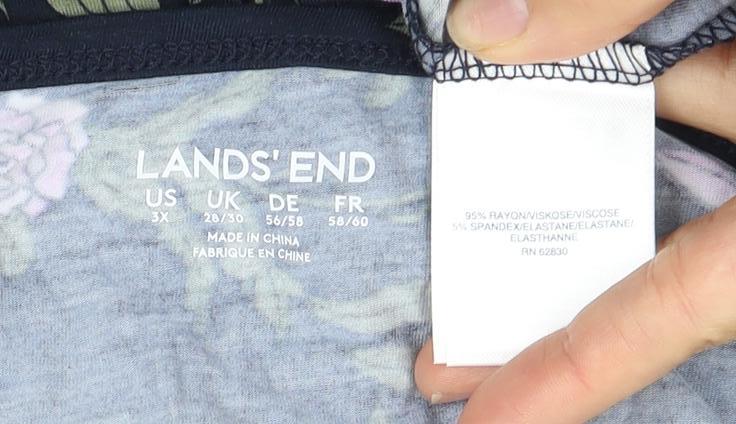 LANDS' END
US UK DE FR
3X 28/30 56/58 58/60
MADE IN CHINA
FABRIQUE EN CHINE
95% RAYON/VISKOSE/VISCOSE
5% SPANDEX/ELASTANE/ELASTANE/
ELASTHANNE
RN 62830